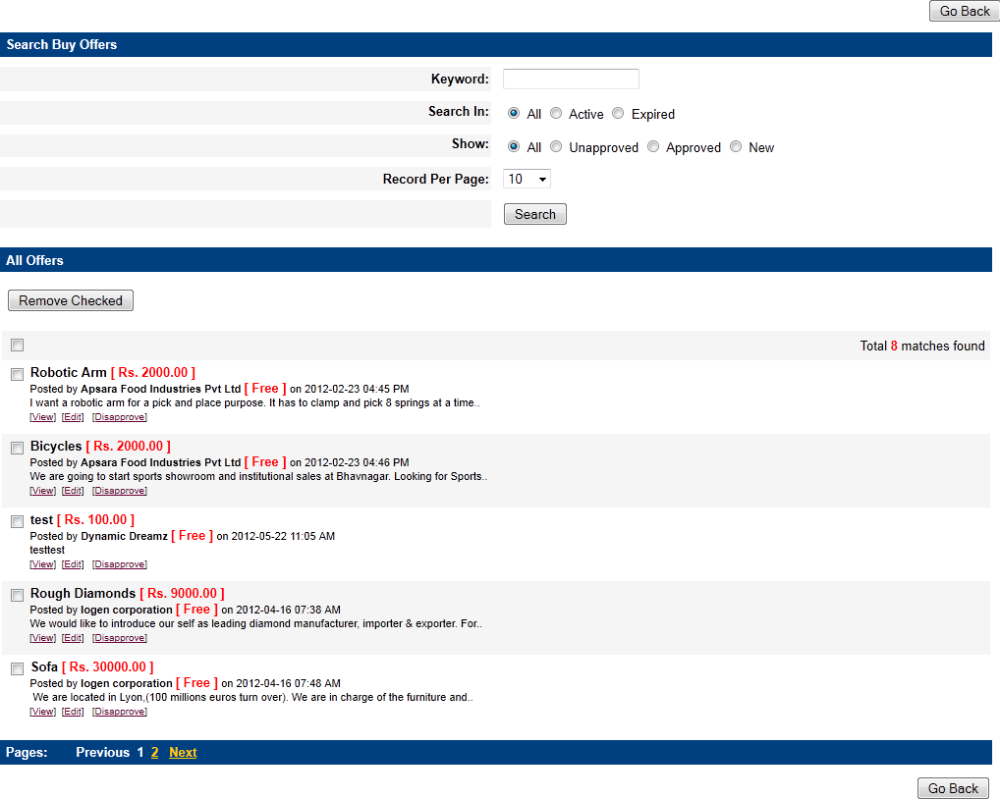 Go Back
Search Buy Offers
Keyword:
Search In: All Active Expired
Show: All Unapproved Approved New
Record Per Page: 10
Search
All Offers
Remove Checked
Total 8 matches found
Robotic Arm [ Rs. 2000.00 ]
Posted by Apsara Food Industries Pvt Ltd [ Free ] on 2012-02-23 04:45 PM
I want a robotic arm for a pick and place purpose. It has to clamp and pick 8 springs at a time..
[View] [Edit] [Disapprove]
Bicycles [ Rs. 2000.00 ]
Posted by Apsara Food Industries Pvt Ltd [ Free ] on 2012-02-23 04:46 PM
We are going to start sports showroom and institutional sales at Bhavnagar. Looking for Sports..
[View] [Edit] [Disapprove]
test [ Rs. 100.00 ]
Posted by Dynamic Dreamz [ Free ] on 2012-05-22 11:05 AM
testtest
[View] [Edit] [Disapprove]
Rough Diamonds [ Rs. 9000.00 ]
Posted by logen corporation [ Free ] on 2012-04-16 07:38 AM
We would like to introduce our self as leading diamond manufacturer, importer & exporter. For..
[View] [Edit] [Disapprove]
Sofa [ Rs. 30000.00 ]
Posted by logen corporation [ Free ] on 2012-04-16 07:48 AM
We are located in Lyon,(100 millions euros turn over). We are in charge of the furniture and..
[View] [Edit] [Disapprove]
Pages: Previous 1 2 Next
Go Back